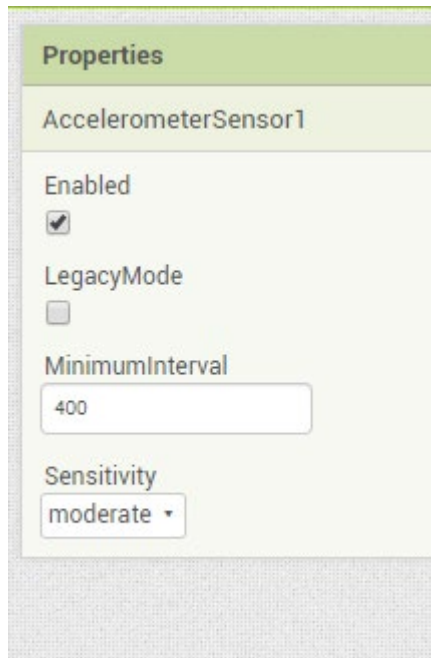 Properties
AccelerometerSensor1
Enabled
LegacyMode
MinimumInterval
400
Sensitivity
moderate